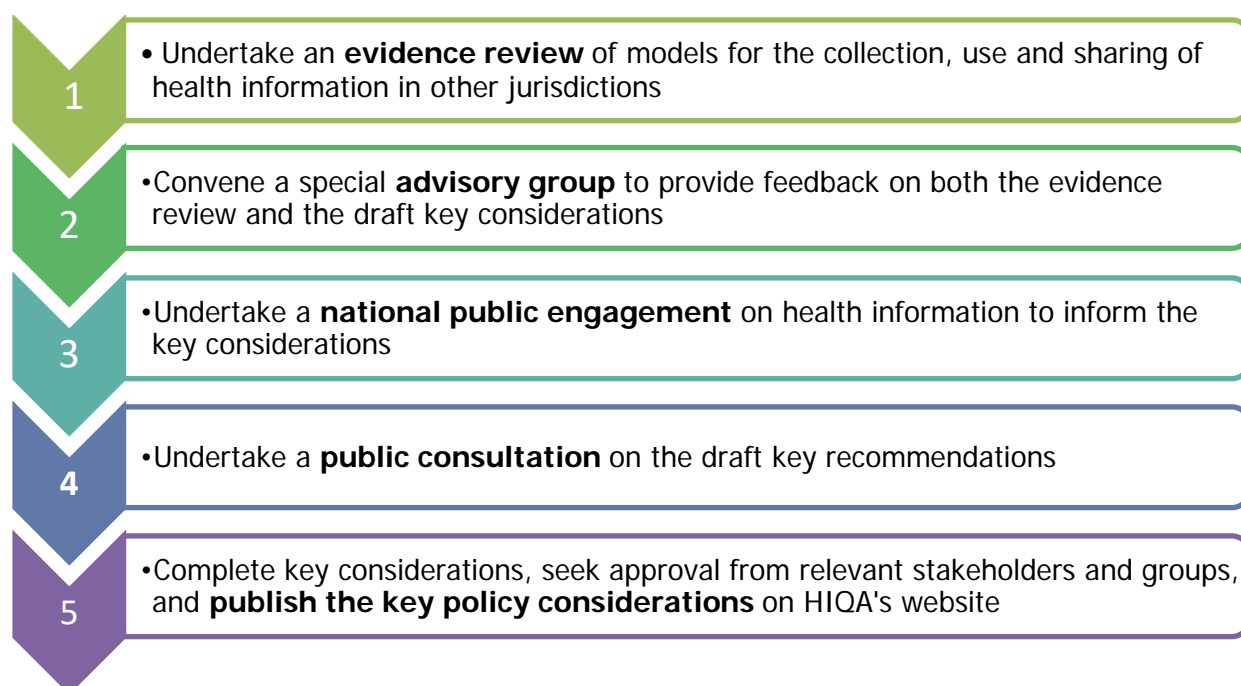 1
• Undertake an evidence review of models for the collection, use and sharing of
health information in other jurisdictions
2
•Convene a special advisory group to provide feedback on both the evidence
review and the draft key considerations
3
•Undertake a national public engagement on health information to inform the
key considerations
4
•Undertake a public consultation on the draft key recommendations
5
•Complete key considerations, seek approval from relevant stakeholders and groups,
and publish the key policy considerations on HIQA's website